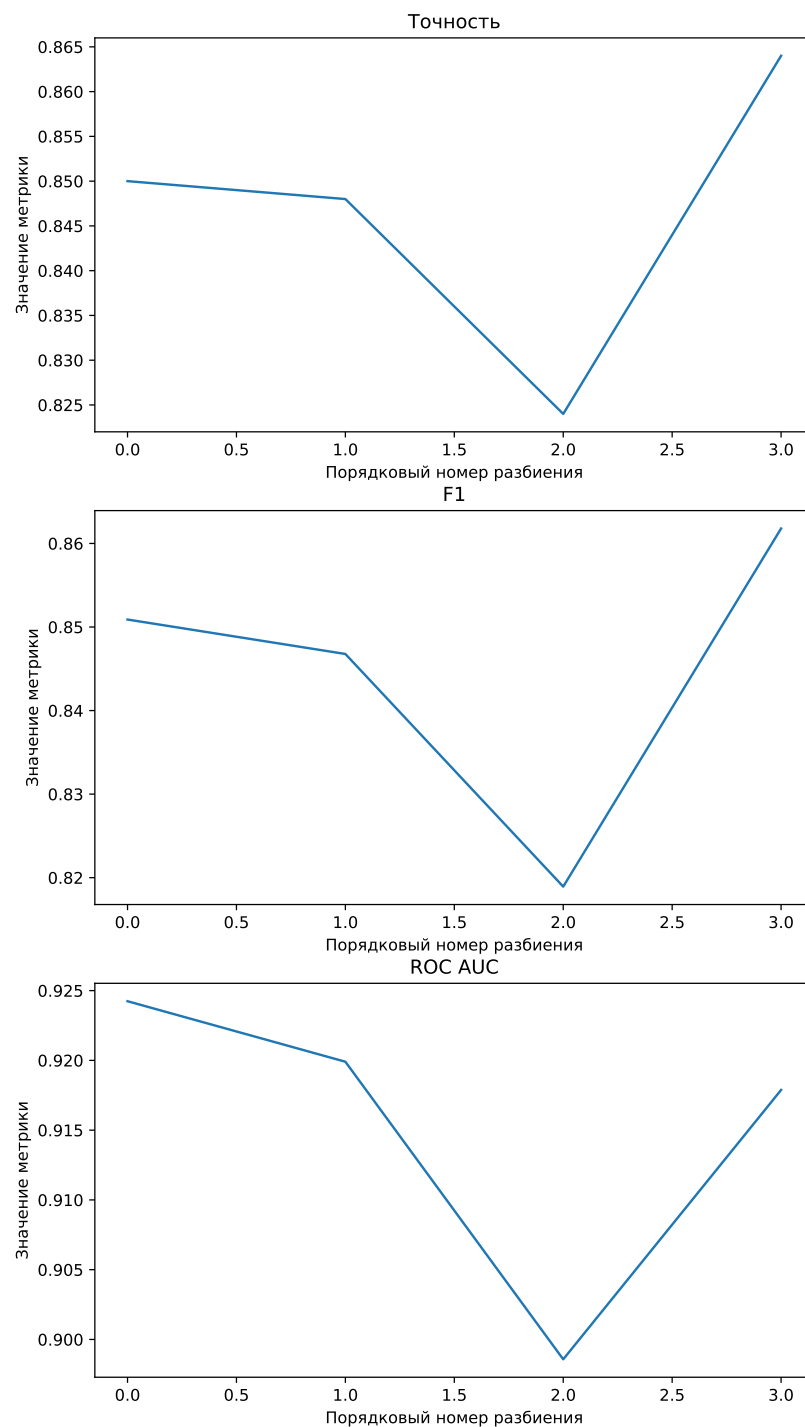 Точность
0.865
0.860
0.855
0.850
0.845
0.840
0.835
0.830
0.825
Значение метрики
0.0 0.5 1.0 1.5 2.0 2.5 3.0
Порядковый номер разбиения
F1
0.86
0.85
0.84
0.83
0.82
Значение метрики
0.0 0.5 1.0 1.5 2.0 2.5 3.0
Порядковый номер разбиения
ROC AUC
0.925
0.920
0.915
0.910
0.905
0.900
Значение метрики
0.0 0.5 1.0 1.5 2.0 2.5 3.0
Порядковый номер разбиения